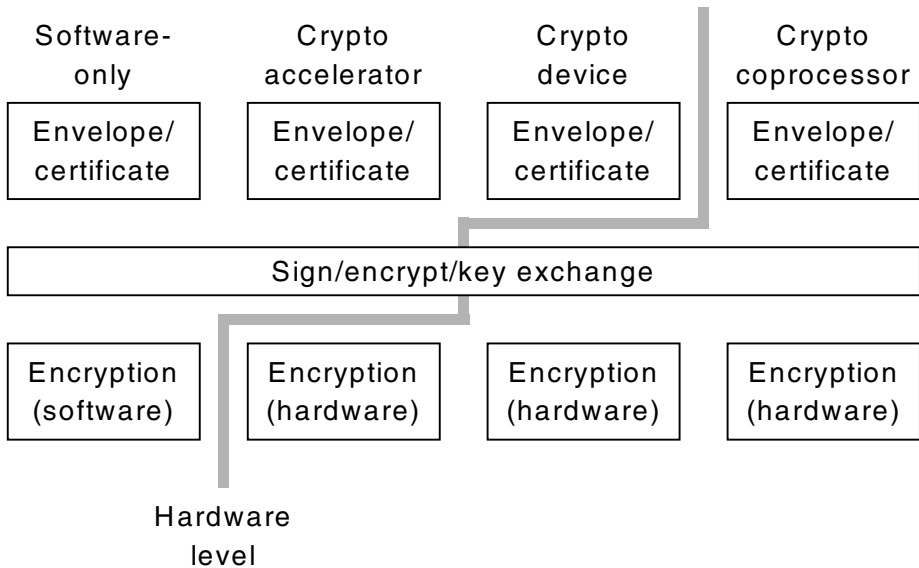 Software-
only
Crypto
accelerator
Crypto
device
Crypto
coprocessor
Envelope/
certificate
Envelope/
certificate
Envelope/
certificate
Envelope/
certificate
Sign/encrypt/key exchange
Encryption
(software)
Encryption
(hardware)
Encryption
(hardware)
Encryption
(hardware)
Hardware
level